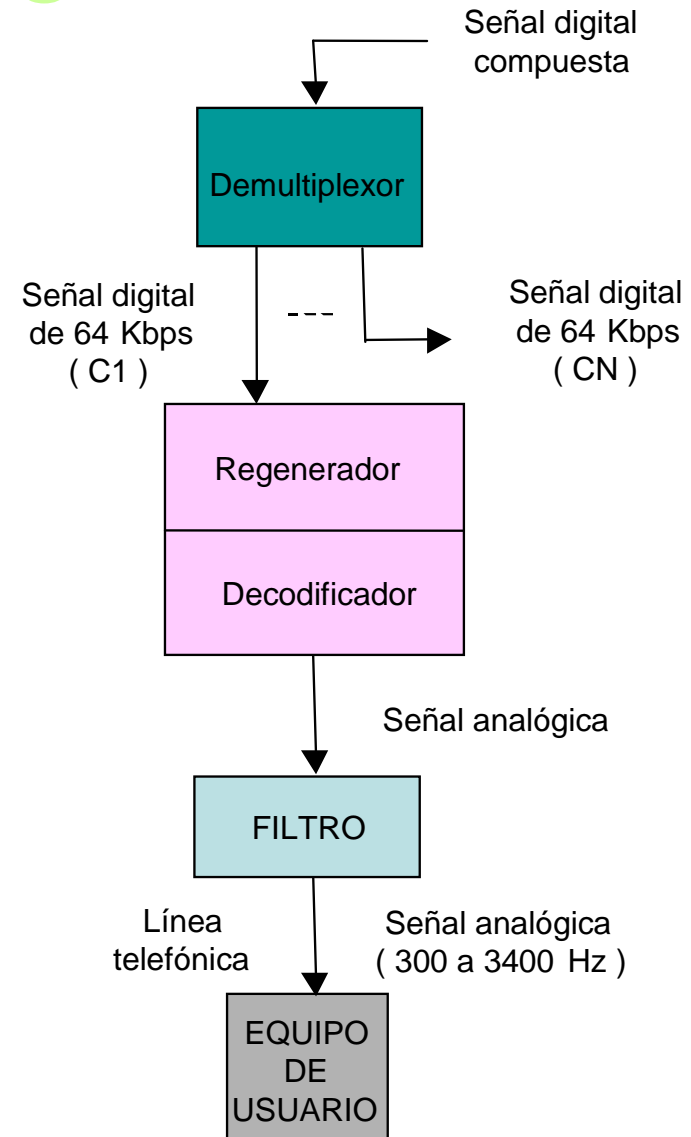 Señal digital
compuesta
Demultiplexor
Señal digital
de 64 Kbps
( C1 )
---
Señal digital
de 64 Kbps
( CN )
Regenerador
Decodificador
Señal analógica
FILTRO
Línea
telefónica
Señal analógica
( 300 a 3400 Hz )
EQUIPO
DE
USUARIO